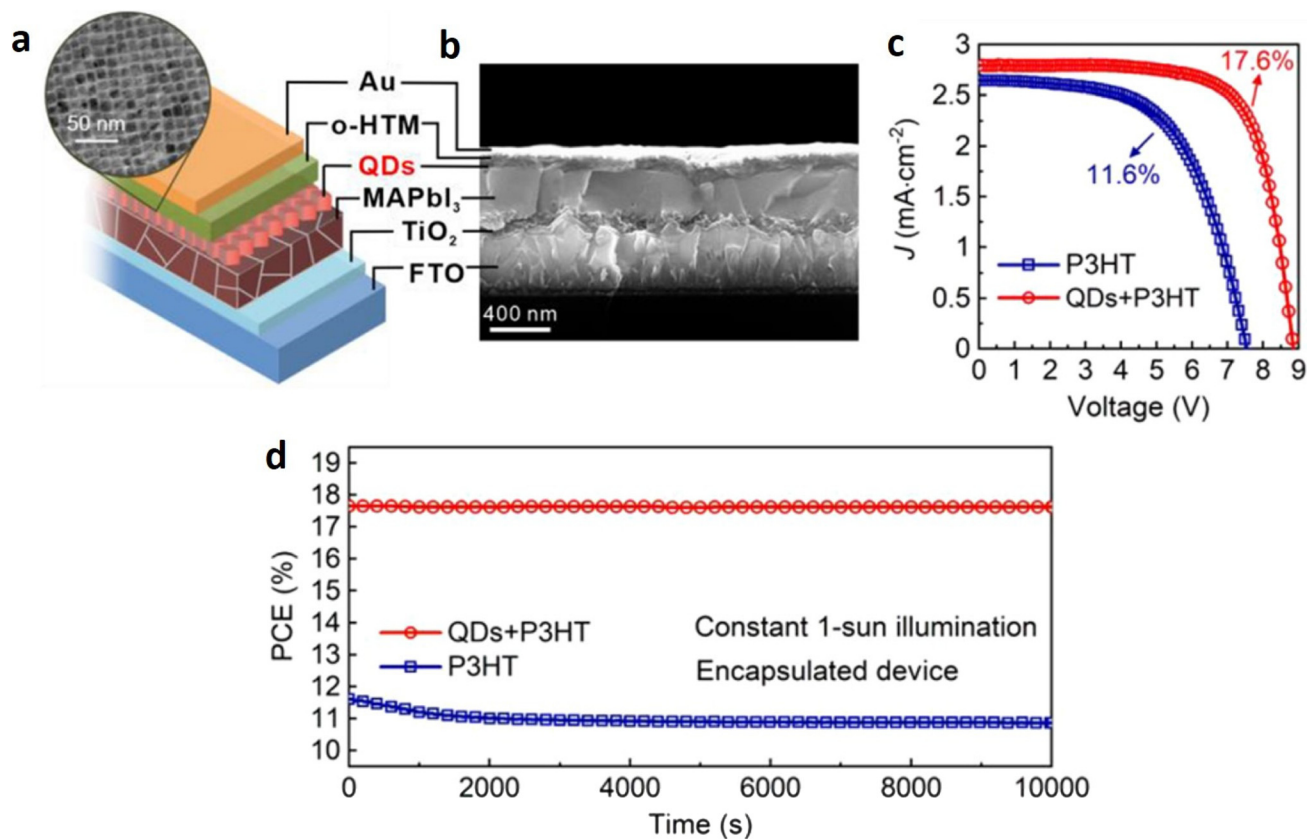 a
50 nm
Au
o-HTM
QDs
MAPbI₃
TiO₂
FTO
b
400 nm
c
3
2.5
2
1.5
1
0.5
0
J (mA·cm⁻²)
17.6%
11.6%
P3HT
QDs+P3HT
0 1 2 3 4 5 6 7 8 9
Voltage (V)
d
19
18
17
16
15
14
13
12
11
10
PCE (%)
QDs+P3HT
P3HT
Constant 1-sun illumination
Encapsulated device
0 2000 4000 6000 8000 10000
Time (s)